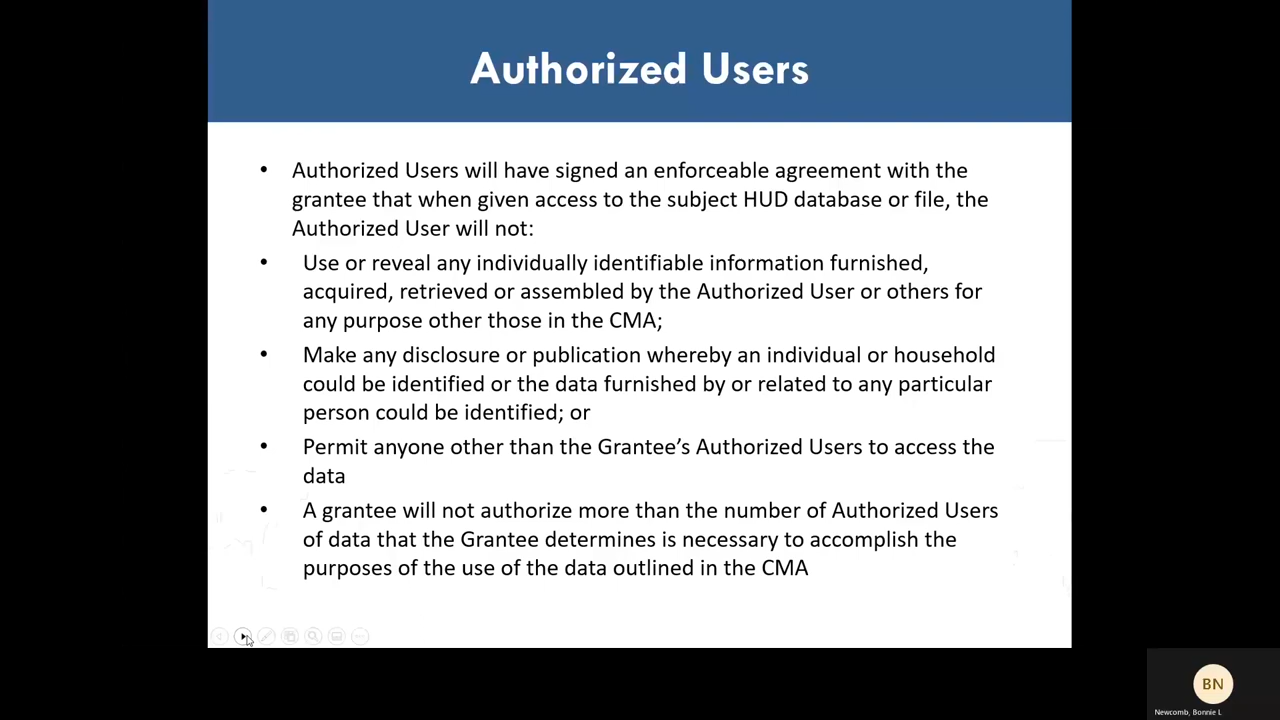 Authorized Users
• Authorized Users will have signed an enforceable agreement with the
grantee that when given access to the subject HUD database or file, the
Authorized User will not:
• Use or reveal any individually identifiable information furnished,
acquired, retrieved or assembled by the Authorized User or others for
any purpose other those in the CMA;
• Make any disclosure or publication whereby an individual or household
could be identified or the data furnished by or related to any particular
person could be identified; or
• Permit anyone other than the Grantee’s Authorized Users to access the
data
• A grantee will not authorize more than the number of Authorized Users
of data that the Grantee determines is necessary to accomplish the
purposes of the use of the data outlined in the CMA
BN
Newcomb, Bonnie L